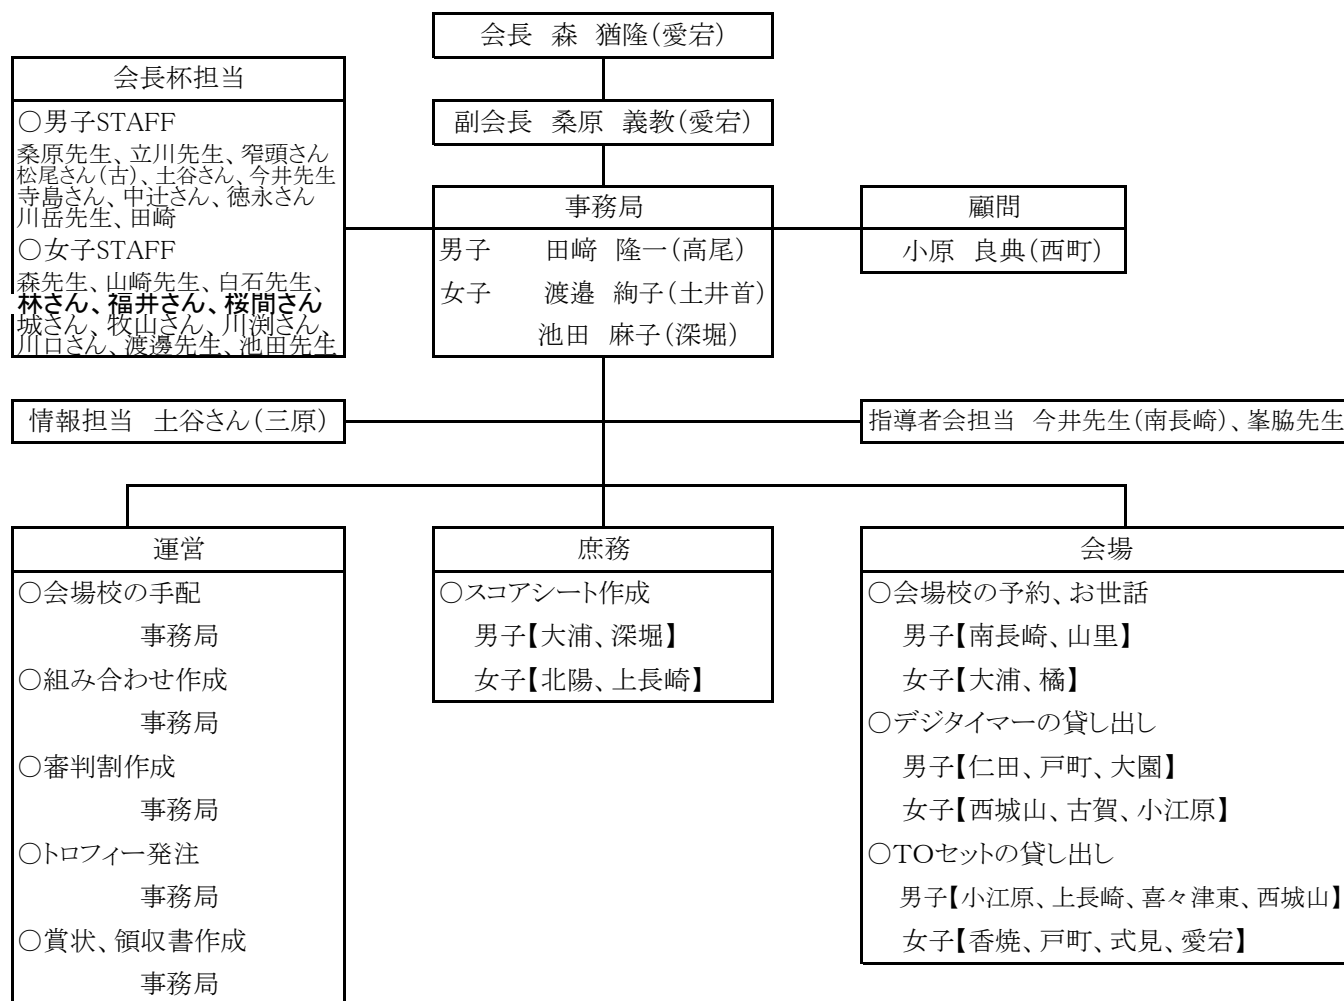 会長 森 猶隆(愛宕)
副会長 桑原 義教(愛宕)
会長杯担当
○男子STAFF
桑原先生、立川先生、窄頭さん
松尾さん(古)、土谷さん、今井先生
寺島さん、中辻さん、徳永さん
川岳先生、田崎
○女子STAFF
森先生、山崎先生、白石先生、
林さん、福井さん、桜間さん
城さん、牧山さん、川渕さん、
川口さん、渡邊先生、池田先生
事務局
男子 田﨑 隆一(高尾)
女子 渡邉 絢子(土井首)
池田 麻子(深堀)
顧問
小原 良典(西町)
情報担当 土谷さん(三原)
指導者会担当 今井先生(南長崎)、峯脇先生
運営
○会場校の手配
事務局
○組み合わせ作成
事務局
○審判割作成
事務局
○トロフィー発注
事務局
○賞状、領収書作成
事務局
庶務
○スコアシート作成
男子【大浦、深堀】
女子【北陽、上長崎】
会場
○会場校の予約、お世話
男子【南長崎、山里】
女子【大浦、橘】
○デジタイマーの貸し出し
男子【仁田、戸町、大園】
女子【西城山、古賀、小江原】
○TOセットの貸し出し
男子【小江原、上長崎、喜々津東、西城山】
女子【香焼、戸町、式見、愛宕】